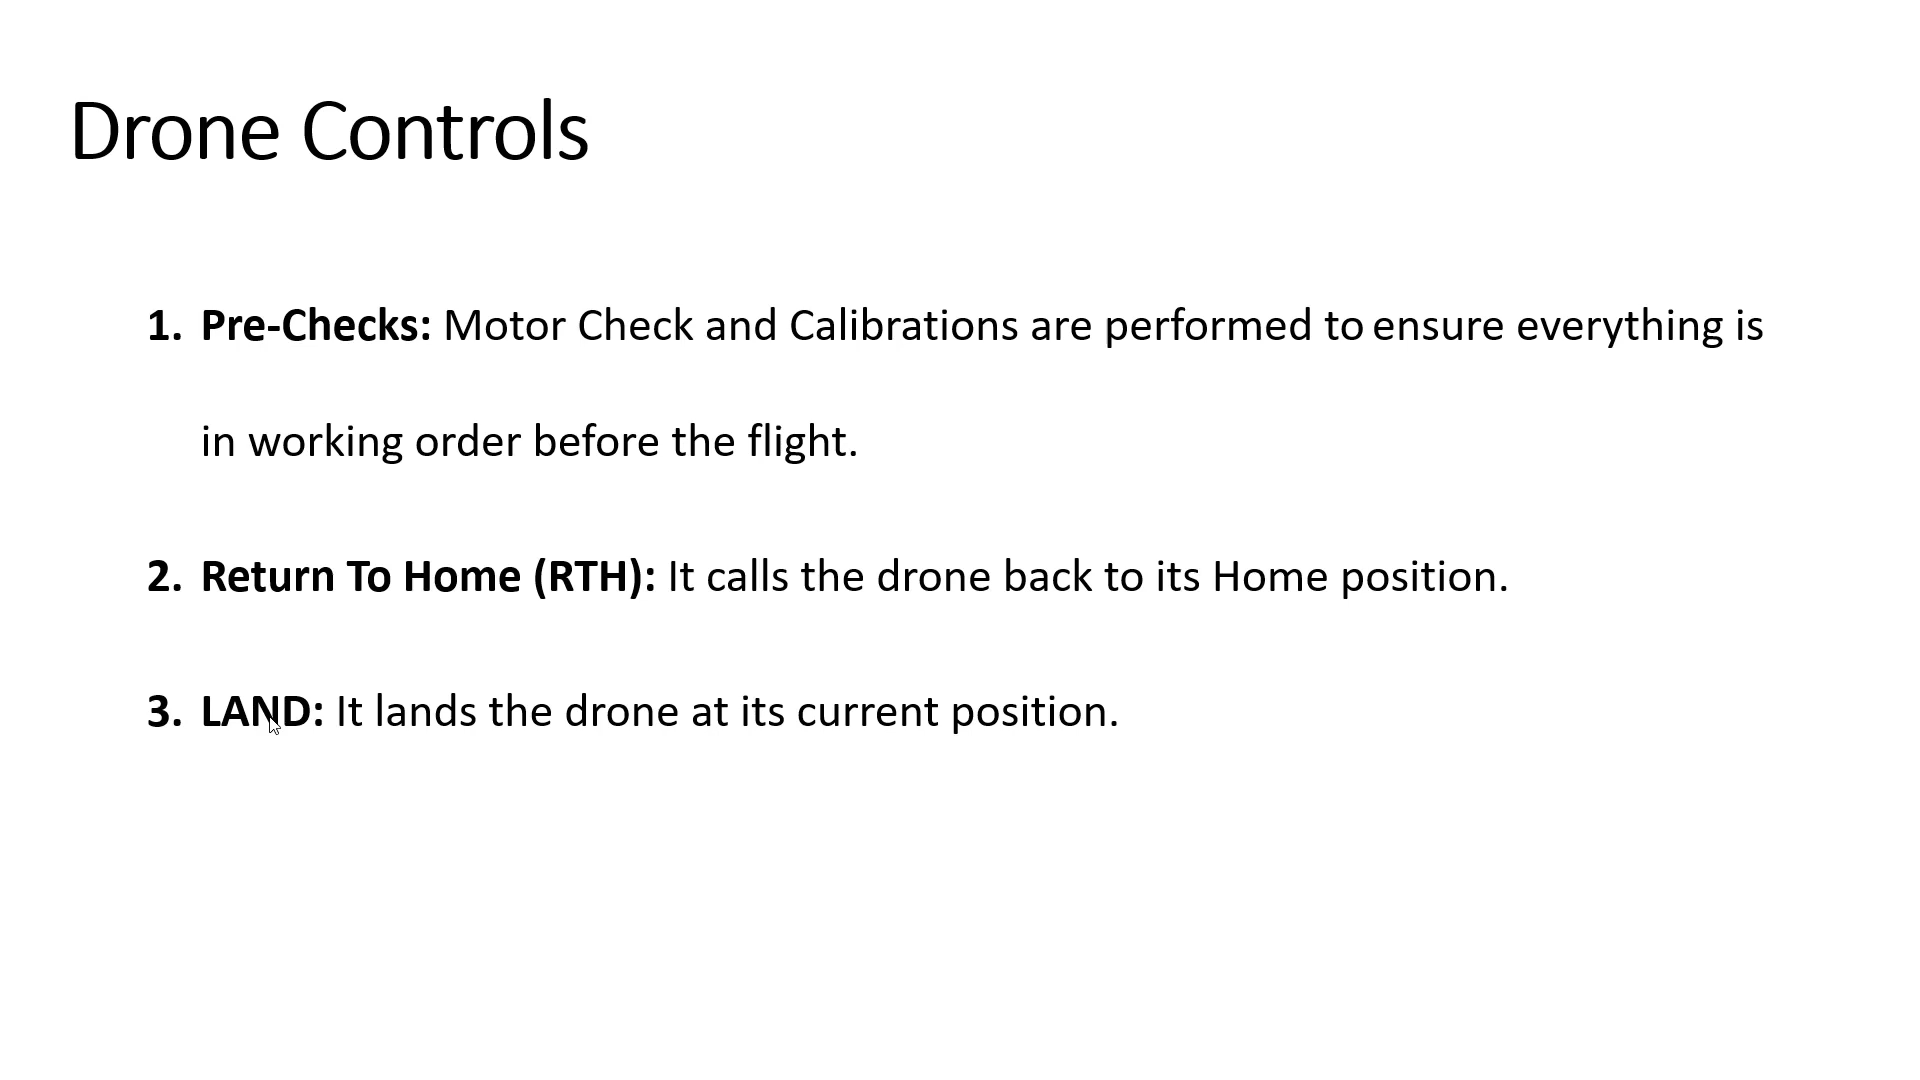 Drone Controls
1. Pre-Checks: Motor Check and Calibrations are performed to ensure everything is
in working order before the flight.
2. Return To Home (RTH): It calls the drone back to its Home position.
3. LAND: It lands the drone at its current position.